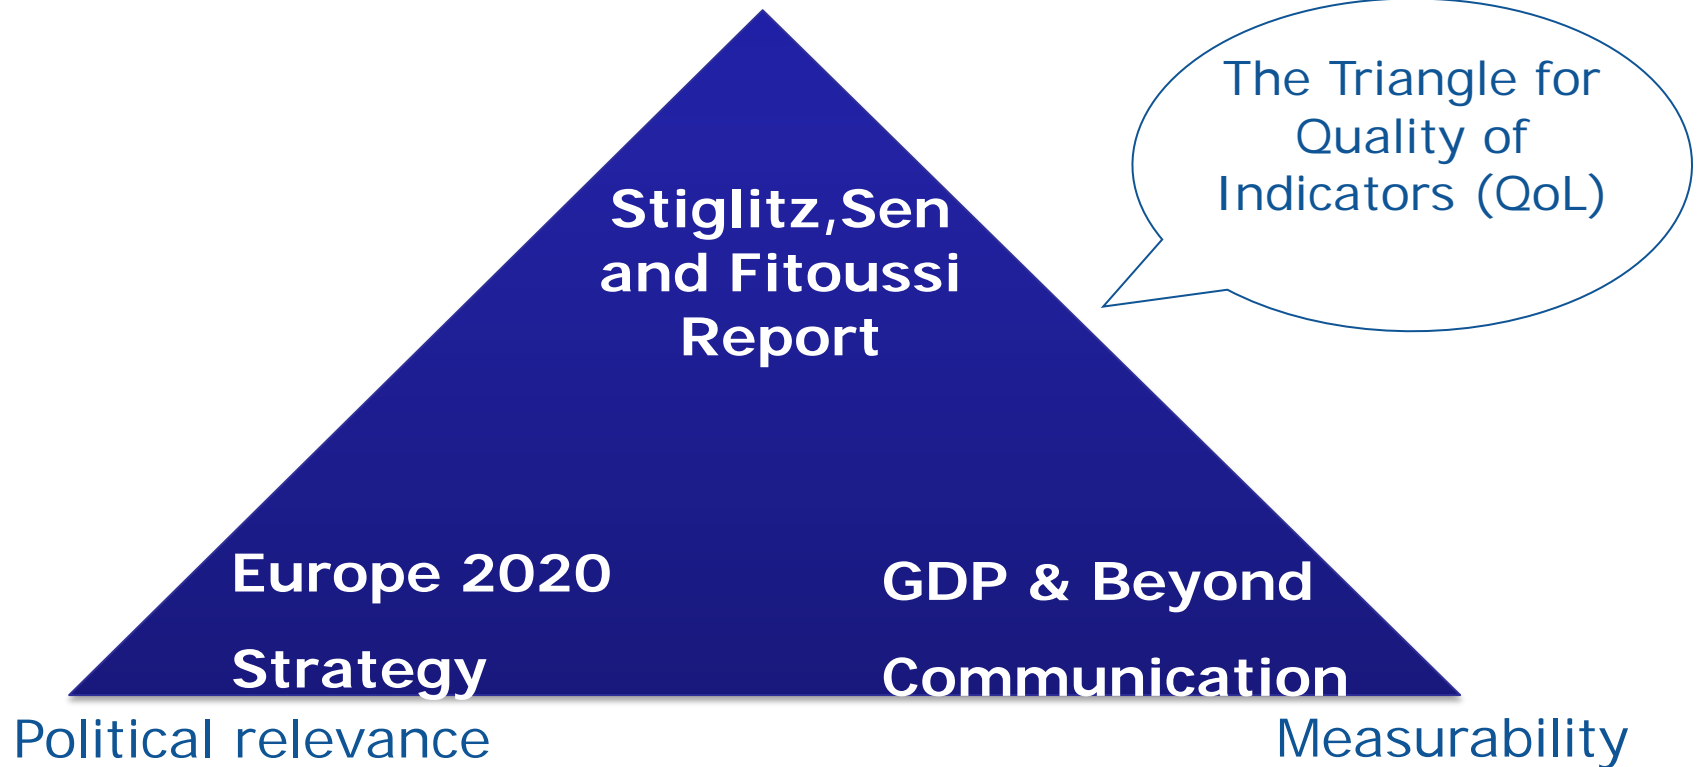 The Triangle for
Quality of
Indicators (QoL)
Stiglitz,Sen
and Fitoussi
Report
Europe 2020
Strategy
GDP & Beyond
Communication
Political relevance
Measurability